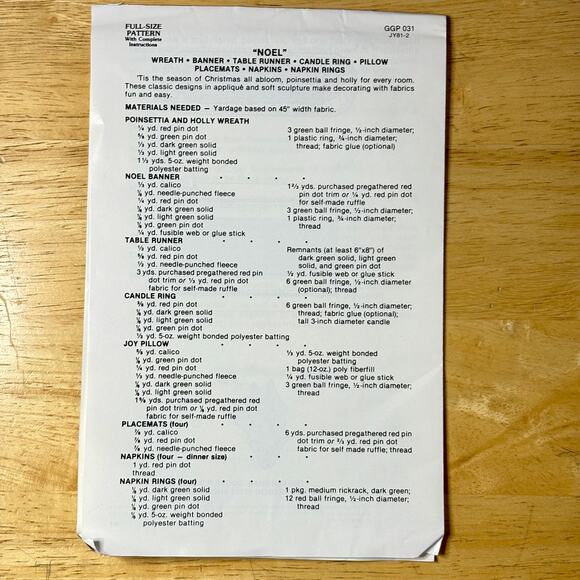 FULL-SIZE
PATTERN
With Complete
Instructions
GGP 031
JY81-2
"NOEL"
WREATH • BANNER • TABLE RUNNER • CANDLE RING • PILLOW
PLACEMATS • NAPKINS • NAPKIN RINGS
'Tis the season of Christmas all abloom, poinsettia and holly for every room.
These classic designs in appliqué and soft sculpture make decorating with fabrics
fun and easy.
MATERIALS NEEDED — Yardage based on 45" width fabric.
POINSETTIA AND HOLLY WREATH
¼ yd. red pin dot
⅝ yd. green pin dot
⅓ yd. dark green solid
⅓ yd. light green solid
1⅓ yds. 5-oz. weight bonded
polyester batting
3 green ball fringe, ½-inch diameter;
1 plastic ring, ¾-inch diameter;
thread; fabric glue (optional)
NOEL BANNER
½ yd. calico
½ yd. needle-punched fleece
¼ yd. red pin dot
⅛ yd. dark green solid
⅛ yd. light green solid
⅛ yd. green pin dot
¼ yd. fusible web or glue stick
1⅔ yds. purchased pregathered red
pin dot trim or ¼ yd. red pin dot
for self-made ruffle
3 green ball fringe, ½-inch diameter;
1 plastic ring, ¾-inch diameter;
thread
TABLE RUNNER
½ yd. calico
⅝ yd. red pin dot
½ yd. needle-punched fleece
3 yds. purchased pregathered red pin
dot trim or ⅓ yd. red pin dot
fabric for self-made ruffle
Remnants (at least 6"x8") of
dark green solid, light green
solid, and green pin dot
½ yd. fusible web or glue stick
6 green ball fringe, ½-inch diameter
(optional); thread
CANDLE RING
⅝ yd. red pin dot
⅛ yd. dark green solid
⅛ yd. light green solid
⅛ yd. green pin dot
½ yd. 5-oz. weight bonded polyester batting
6 green ball fringe, ½-inch diameter;
thread; fabric glue (optional);
tall 3-inch diameter candle
JOY PILLOW
⅝ yd. calico
⅛ yd. green pin dot
¼ yd. red pin dot
⅓ yd. needle-punched fleece
⅛ yd. dark green solid
⅛ yd. light green solid
1⅝ yds. purchased pregathered red
pin dot trim or ⅛ yd. red pin dot
fabric for self-made ruffle
⅓ yd. 5-oz. weight bonded
polyester batting
1 bag (12-oz.) poly fiberfill
¼ yd. fusible web or glue stick
3 green ball fringe, ½-inch diameter;
thread
PLACEMATS (four)
⅞ yd. calico
⅞ yd. red pin dot
⅞ yd. needle-punched fleece
6 yds. purchased pregathered red pin
dot trim or ⅔ yd. red pin dot
fabric for self made ruffle; thread
NAPKINS (four — dinner size)
1 yd. red pin dot
thread
NAPKIN RINGS (four)
⅛ yd. dark green solid
⅛ yd. light green solid
⅛ yd. green pin dot
⅛ yd. 5-oz. weight bonded
polyester batting
1 pkg. medium rickrack, dark green;
12 red ball fringe, ½-inch diameter;
thread